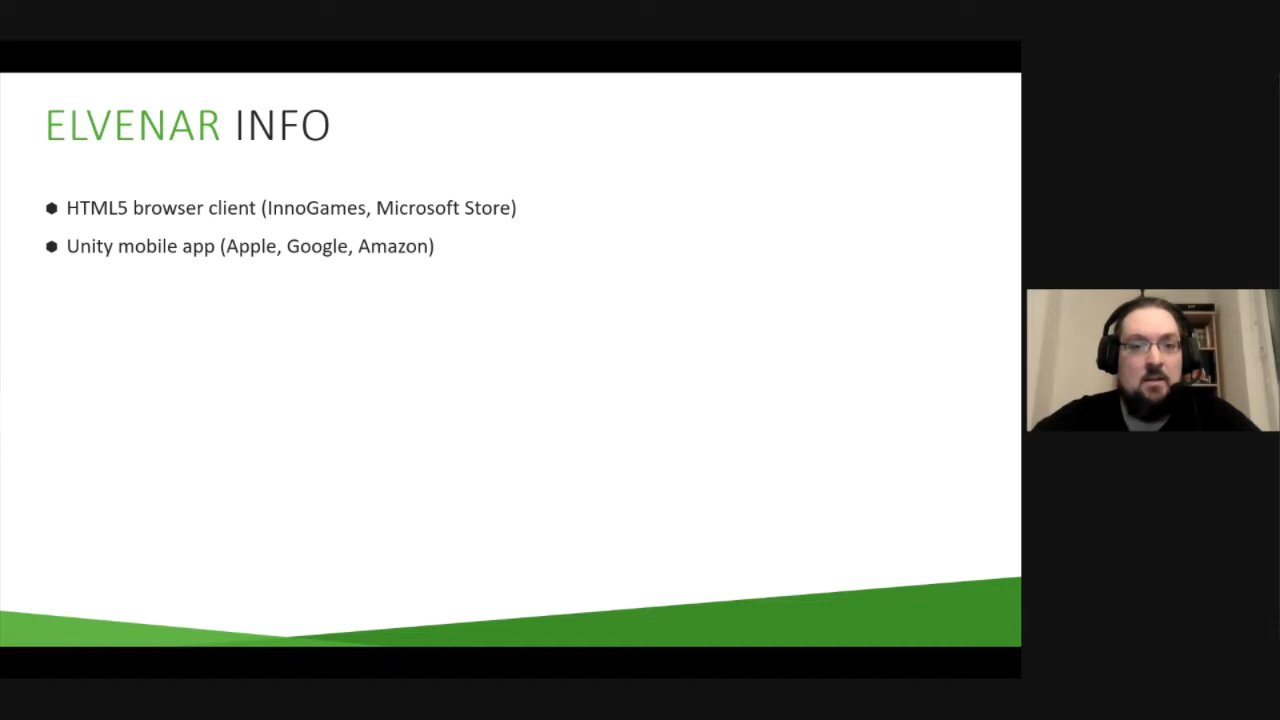 ELVENAR INFO
HTML5 browser client (InnoGames, Microsoft Store)
Unity mobile app (Apple, Google, Amazon)